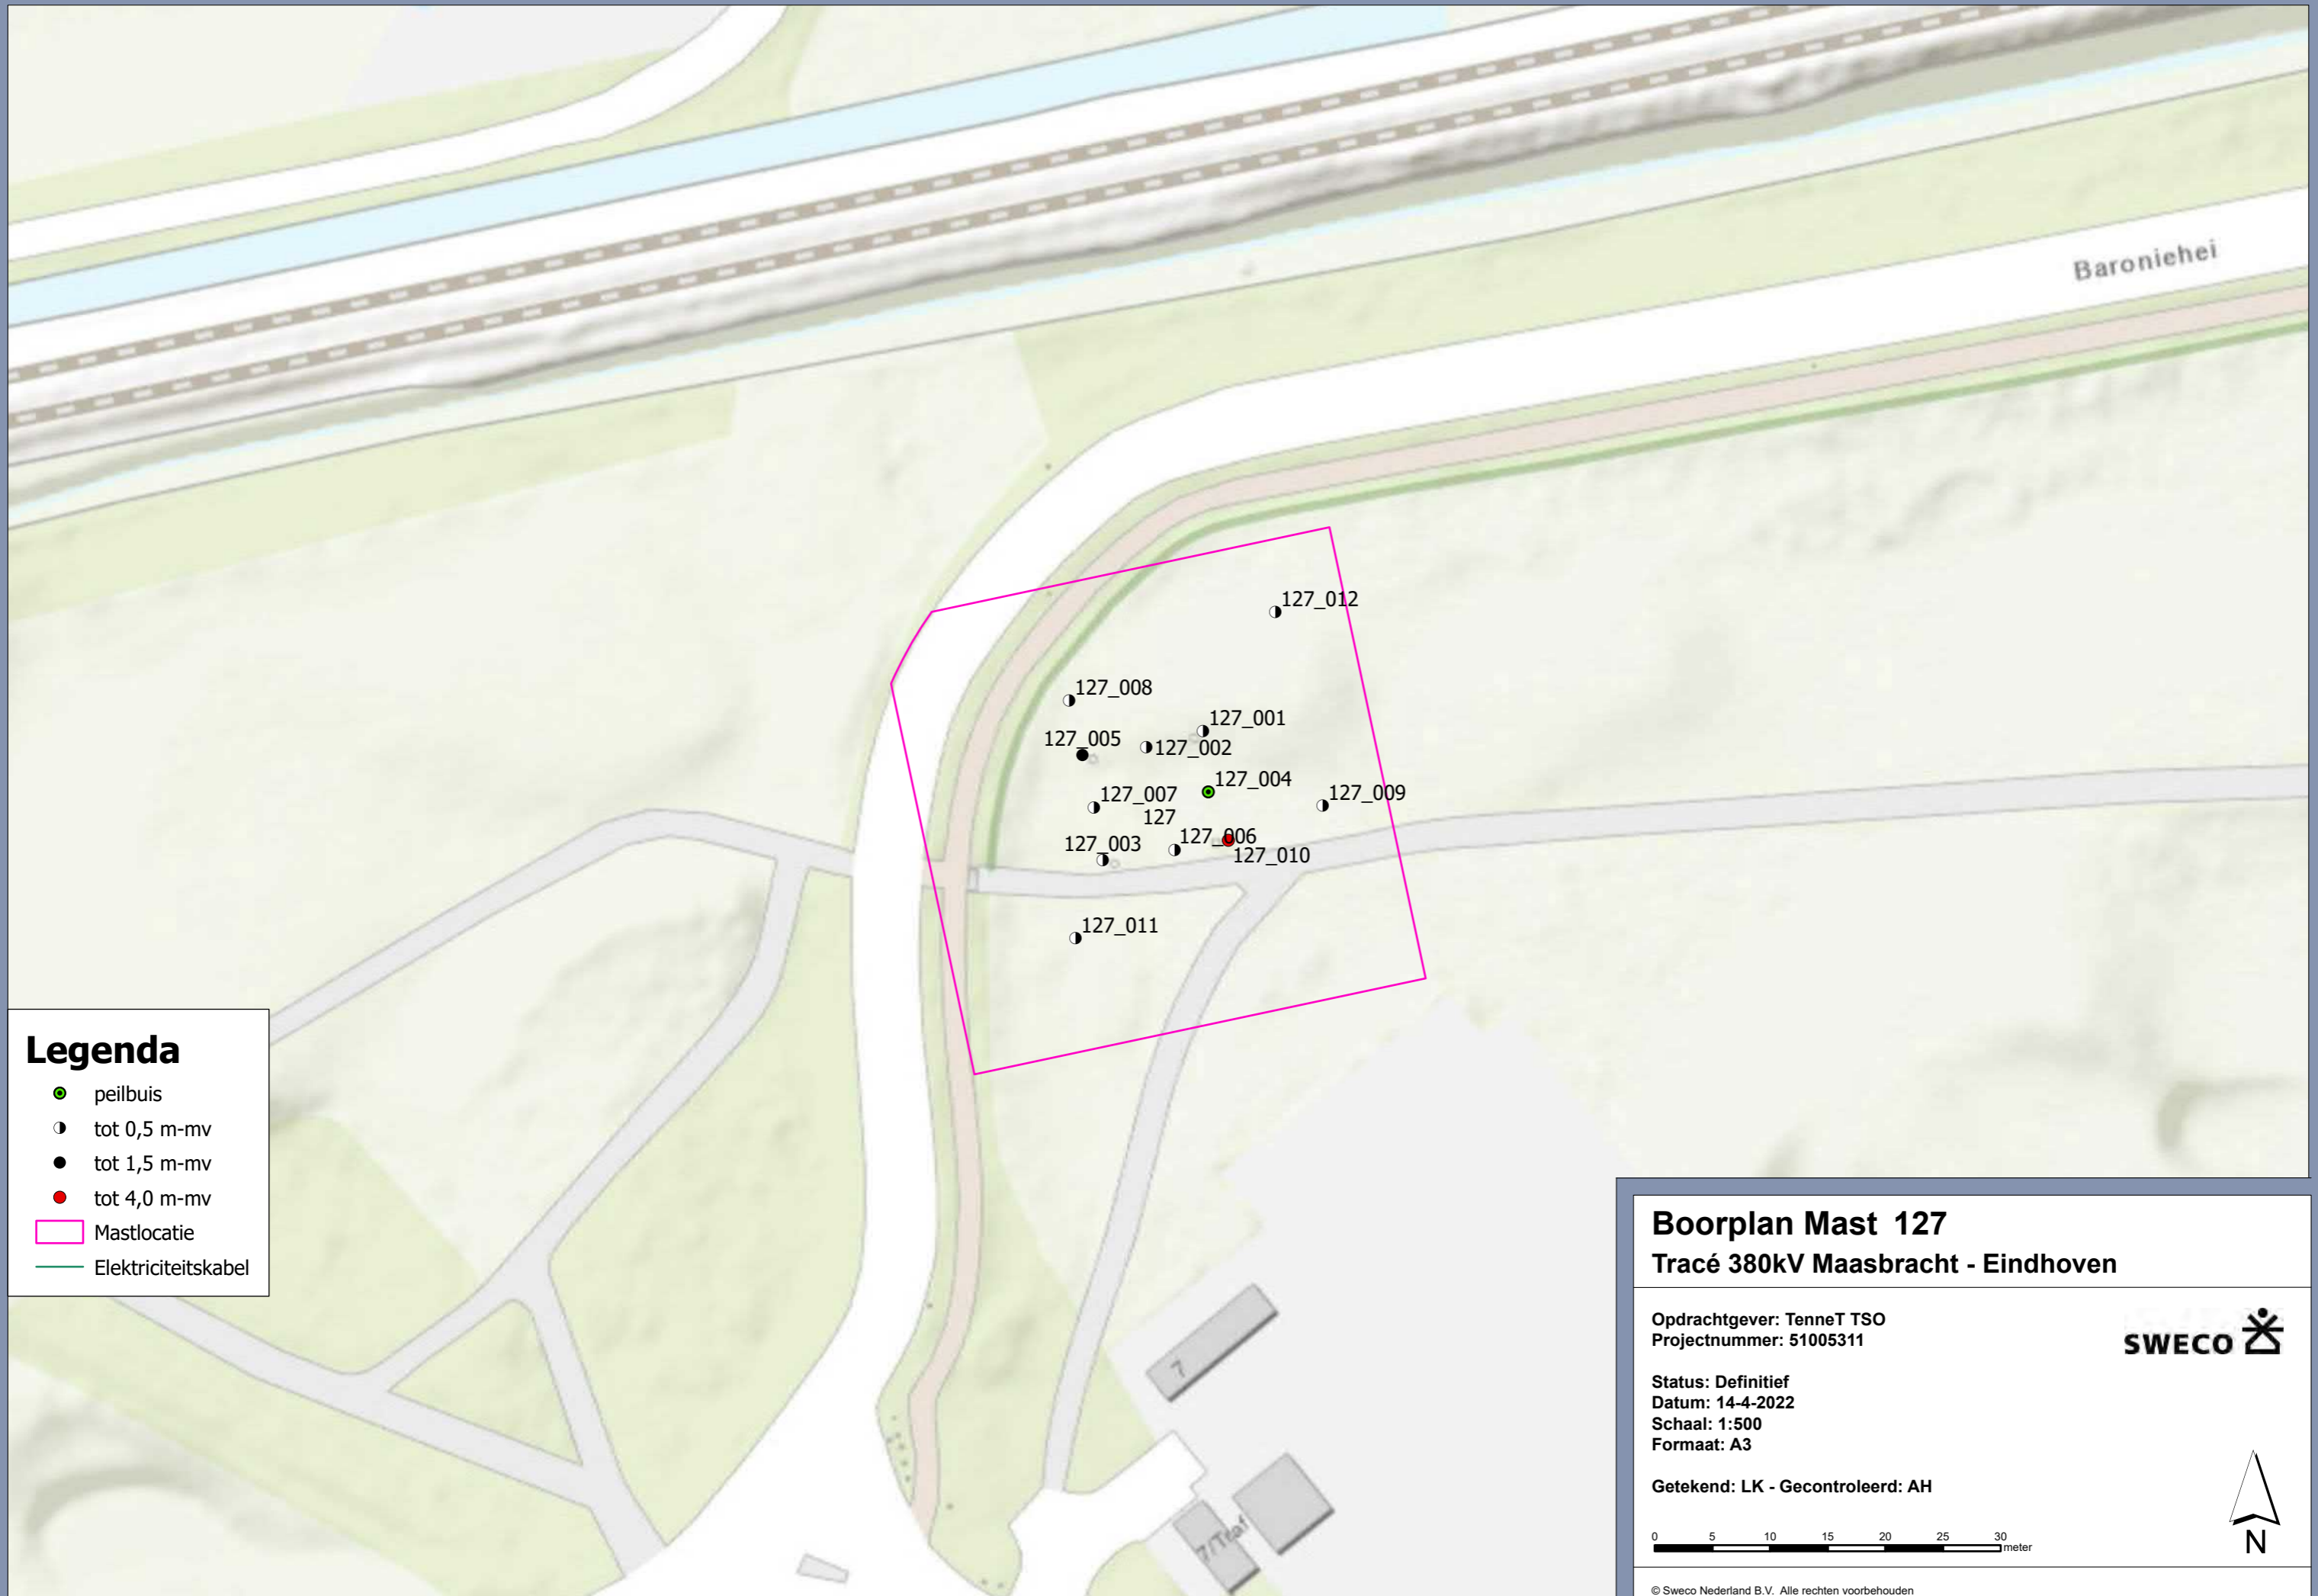 Baroniehei
127_012
127_008
127_001
127_005
127_002
127_004
127_007
127_009
127
127_006
127_003
127_010
127_011
Legenda
peilbuis
tot 0,5 m-mv
tot 1,5 m-mv
tot 4,0 m-mv
Mastlocatie
Elektriciteitskabel
7
7/Traf
Boorplan Mast 127
Tracé 380kV Maasbracht - Eindhoven
Opdrachtgever: TenneT TSO
Projectnummer: 51005311
SWECO
Status: Definitief
Datum: 14-4-2022
Schaal: 1:500
Formaat: A3
Getekend: LK - Gecontroleerd: AH
0 5 10 15 20 25 30
meter
N
© Sweco Nederland B.V. Alle rechten voorbehouden